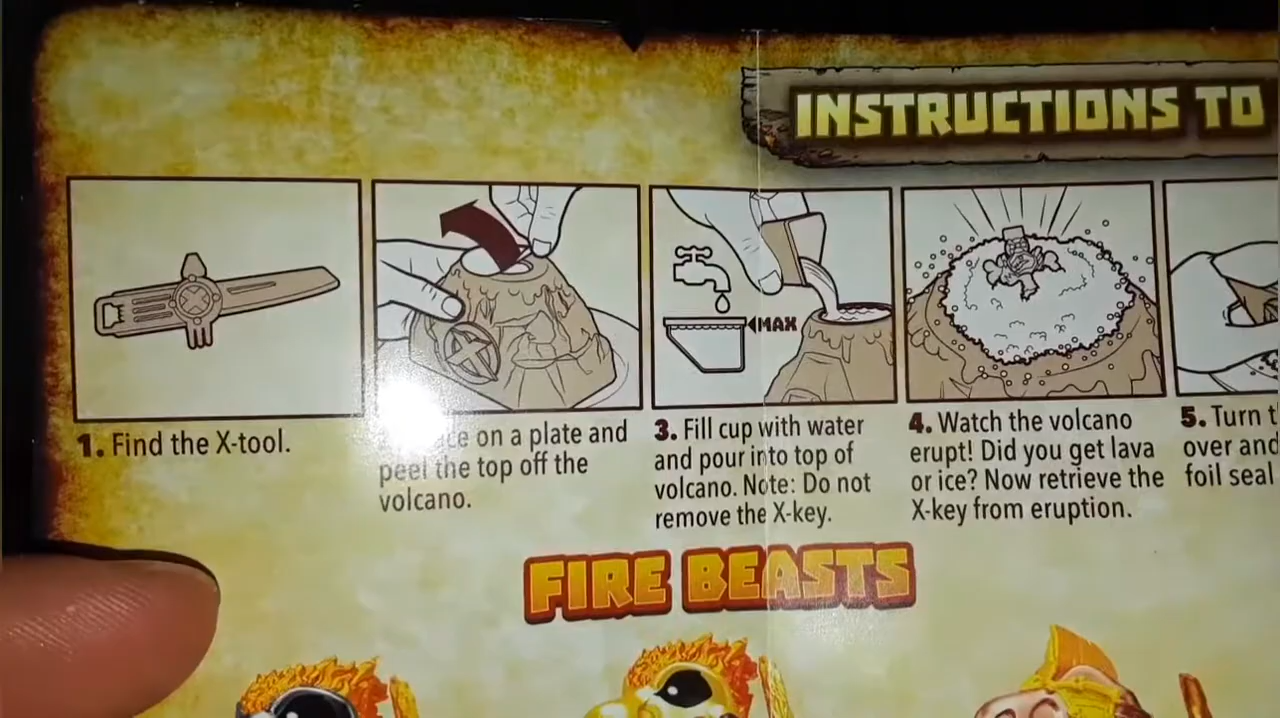 INSTRUCTIONS TO
MAX
1. Find the X-tool.
on a plate and
peel the top off the
volcano.
3. Fill cup with water
and pour into top of
volcano. Note: Do not
remove the X-key.
4. Watch the volcano
erupt! Did you get lava
or ice? Now retrieve the
X-key from eruption.
5. Turn
over and
foil seal
FIRE BEASTS